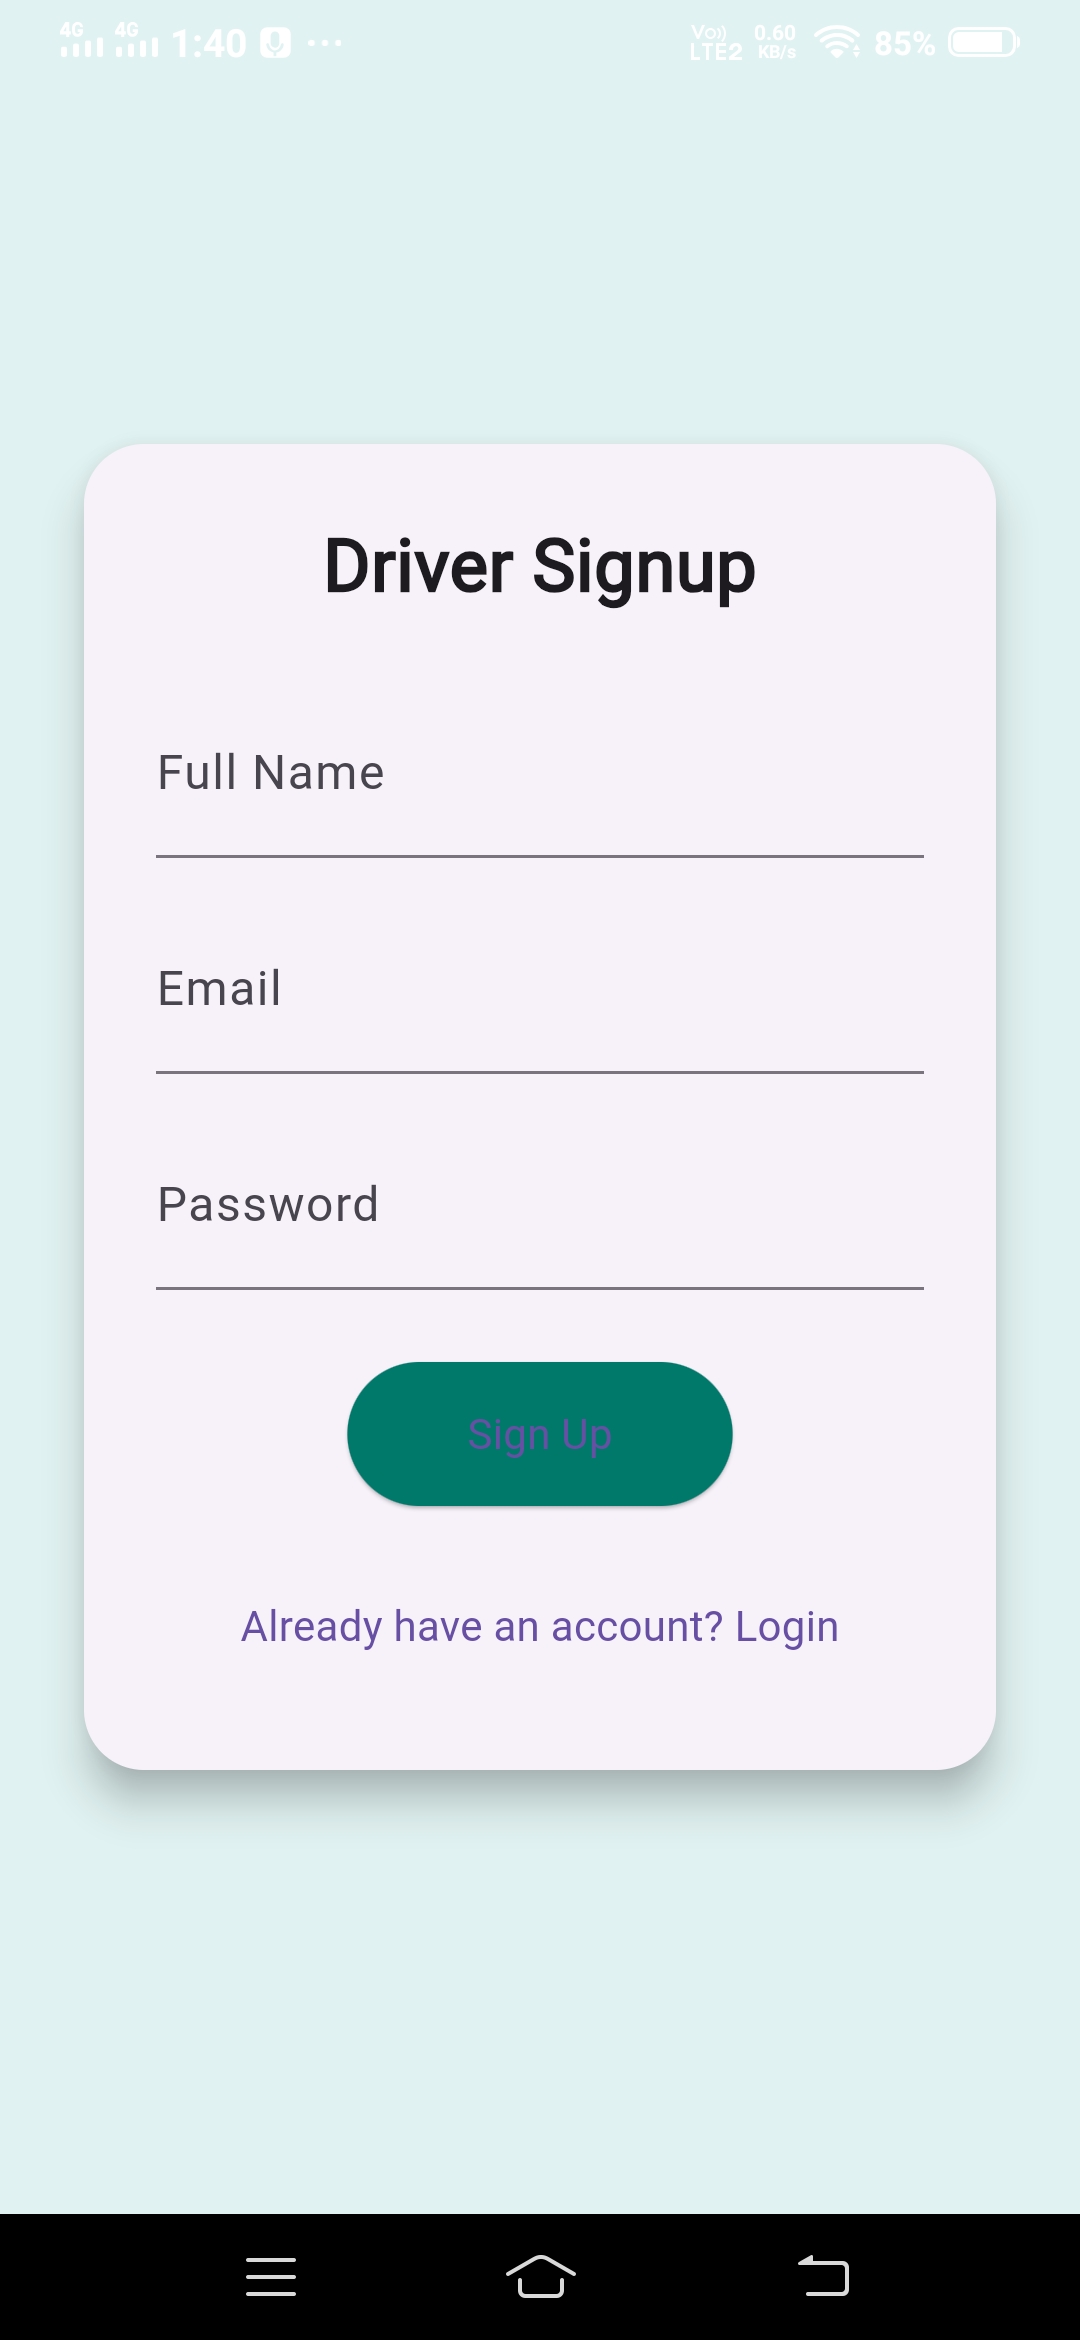 4G 4G 1:40 ... Vo)) LTE2 0.60 KB/s 85%
Driver Signup
Full Name
Email
Password
Sign Up
Already have an account? Login